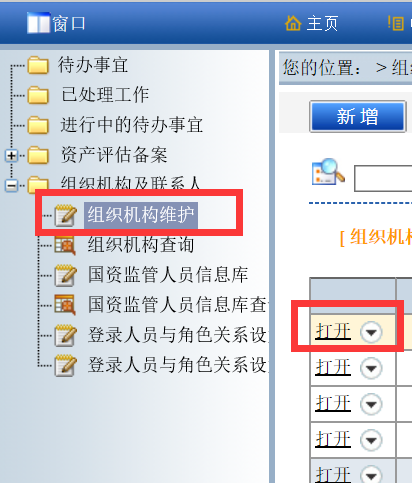 窗口
主页
待办事宜
已处理工作
进行中的待办事宜
资产评估备案
组织机构及联系人
组织机构维护
组织机构查询
国资监管人员信息库
国资监管人员信息库查
登录人员与角色关系设
登录人员与角色关系设
您的位置： >组
新增
[ 组织机
打开
打开
打开
打开
打开